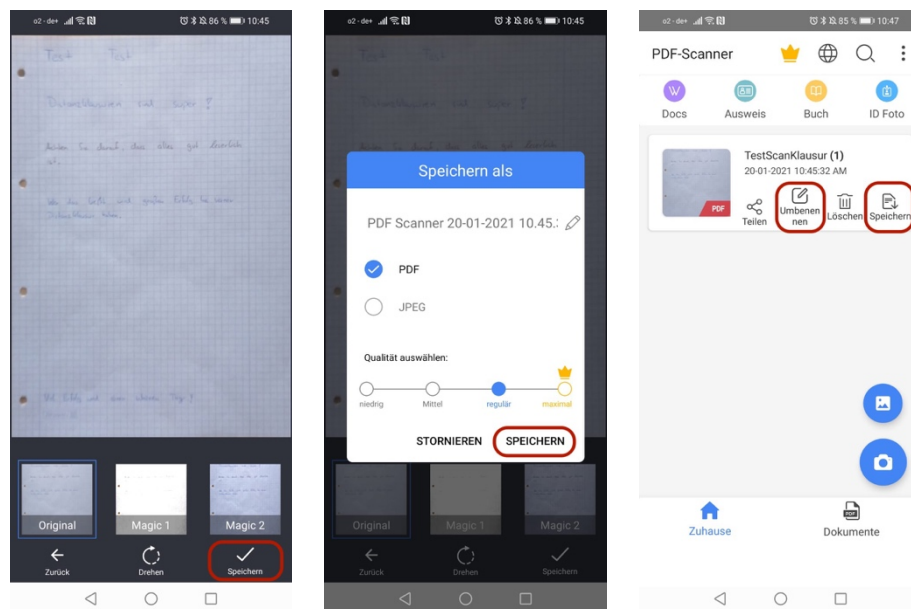 o2 - de+ 86 % 10:45
Test Test
Original
Magic 1
Magic 2
Zurück
Drehen
Speichern
o2 - de+ 86 % 10:45
Speichern als
PDF Scanner 20-01-2021 10.45.:
PDF
JPEG
Qualität auswählen:
niedrig
Mittel
regulär
maximal
STORNIEREN
SPEICHERN
Original
Magic 1
Magic 2
Zurück
Drehen
Speichern
o2 - de+ 85 % 10:47
PDF-Scanner
W
Docs
Ausweis
Buch
ID Foto
TestScanKlausur (1)
20-01-2021 10:45:32 AM
PDF
Teilen
Umbenen
nen
Löschen
Speichern
Zuhause
PDF
Dokumente